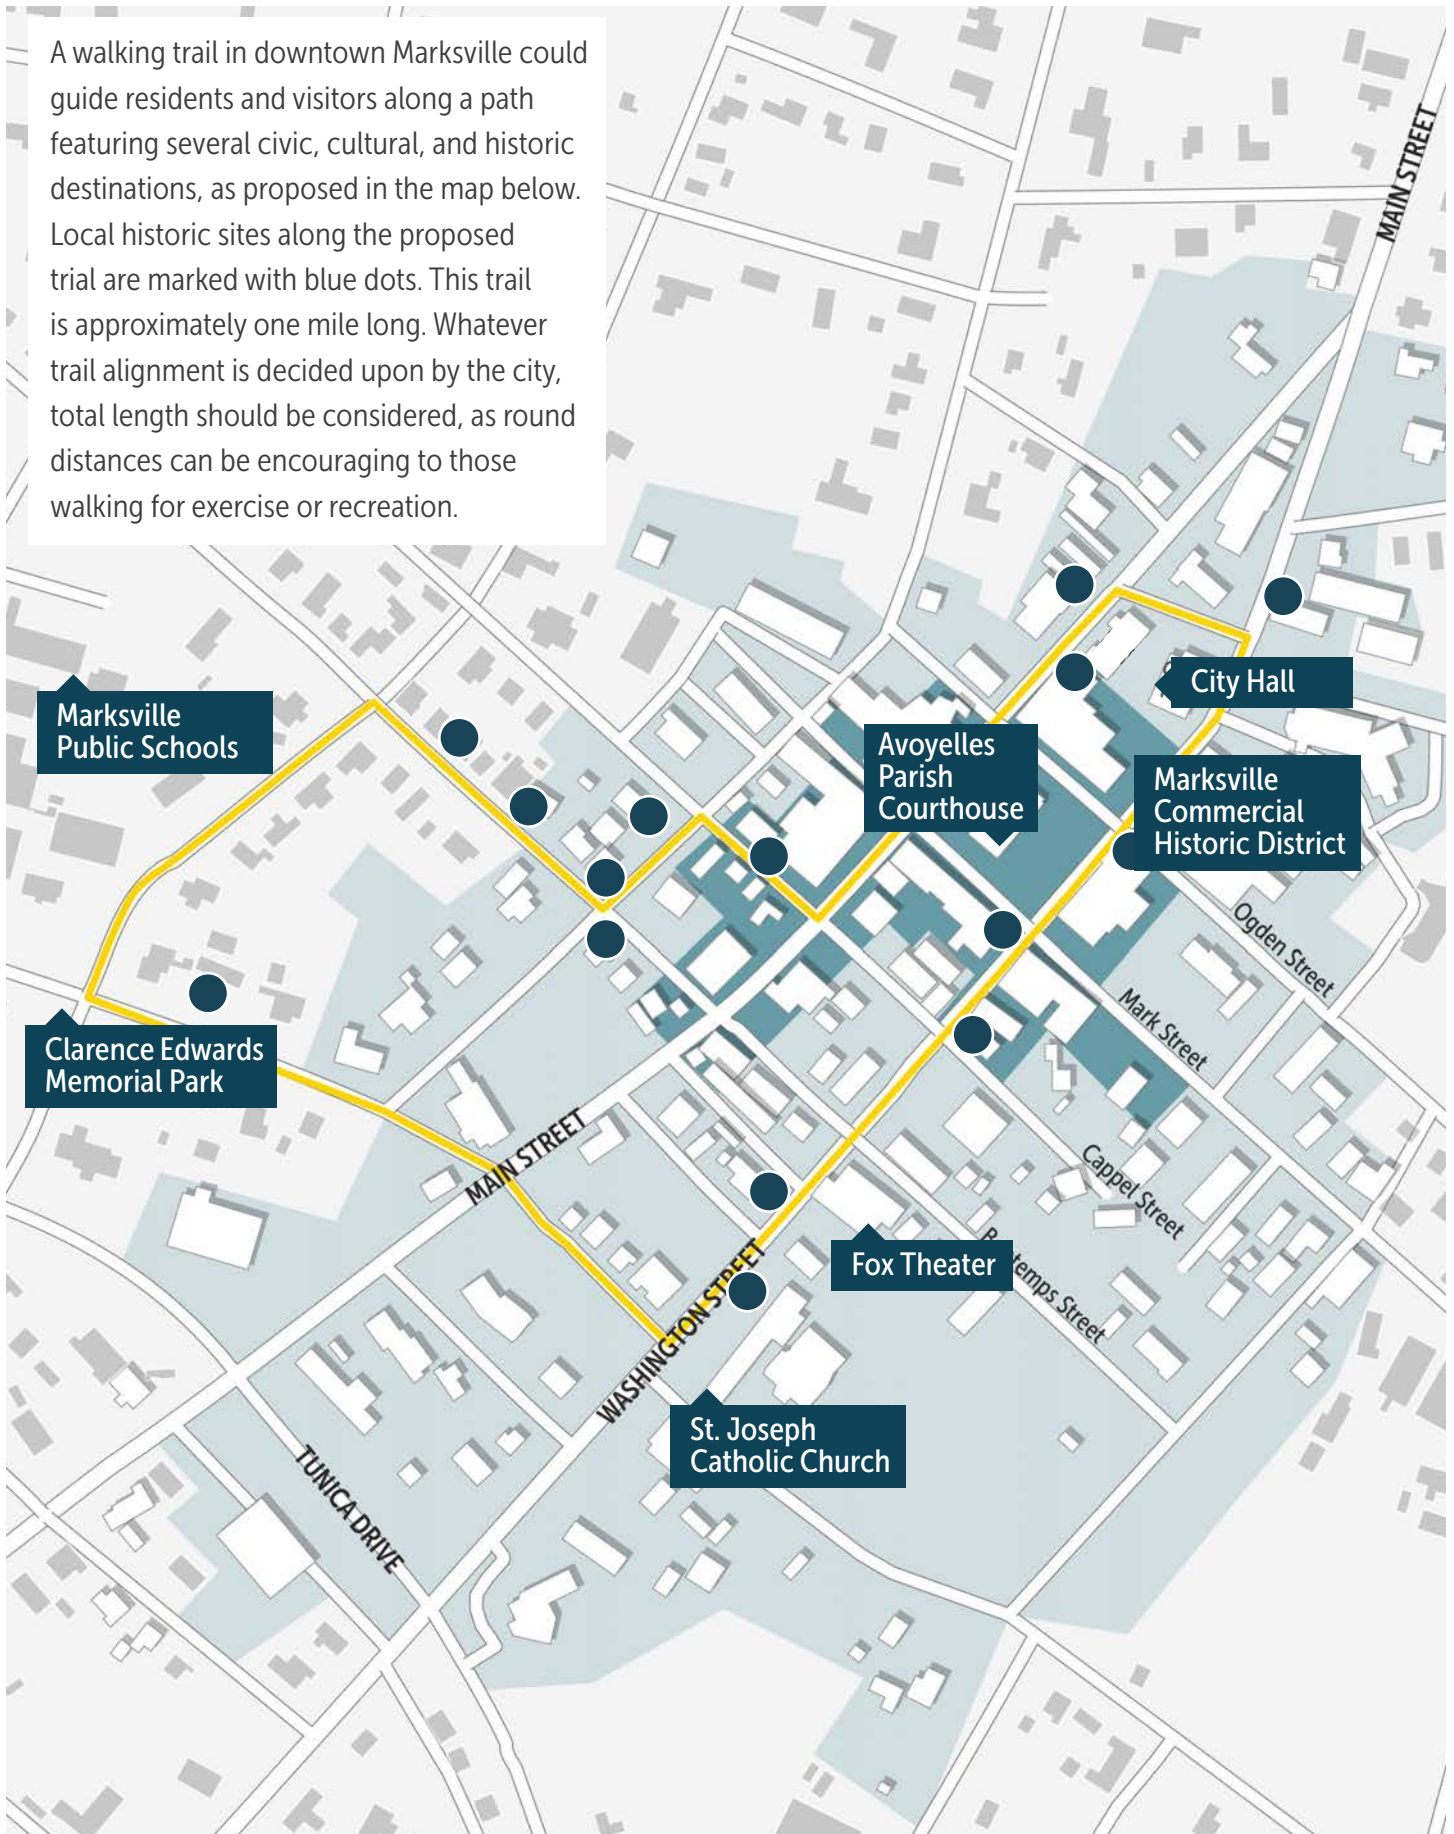 A walking trail in downtown Marksville could
guide residents and visitors along a path
featuring several civic, cultural, and historic
destinations, as proposed in the map below.
Local historic sites along the proposed
trial are marked with blue dots. This trail
is approximately one mile long. Whatever
trail alignment is decided upon by the city,
total length should be considered, as round
distances can be encouraging to those
walking for exercise or recreation.
MAIN STREET
City Hall
Marksville
Public Schools
Avoyelles
Parish
Courthouse
Marksville
Commercial
Historic District
Ogden Street
Mark Street
Clarence Edwards
Memorial Park
MAIN STREET
Cappel Street
Fox Theater
temps Street
WASHINGTON STREET
St. Joseph
Catholic Church
TUNICA DRIVE